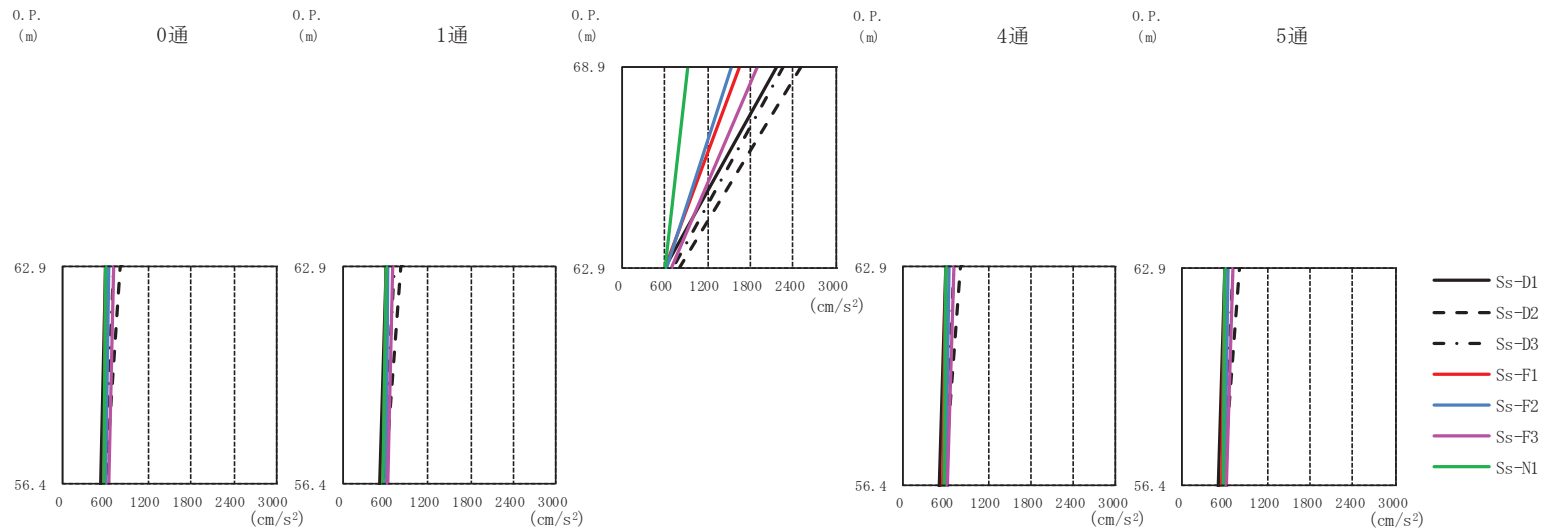 O.P.
(m)
0通
O.P.
(m)
1通
O.P.
(m)
O.P.
(m)
4通
O.P.
(m)
5通
68.9
62.9
0 600 1200 1800 2400 3000
(cm/s²)
62.9
56.4
0 600 1200 1800 2400 3000
(cm/s²)
62.9
56.4
0 600 1200 1800 2400 3000
(cm/s²)
62.9
56.4
0 600 1200 1800 2400 3000
(cm/s²)
62.9
56.4
0 600 1200 1800 2400 3000
(cm/s²)
Ss-D1
Ss-D2
Ss-D3
Ss-F1
Ss-F2
Ss-F3
Ss-N1